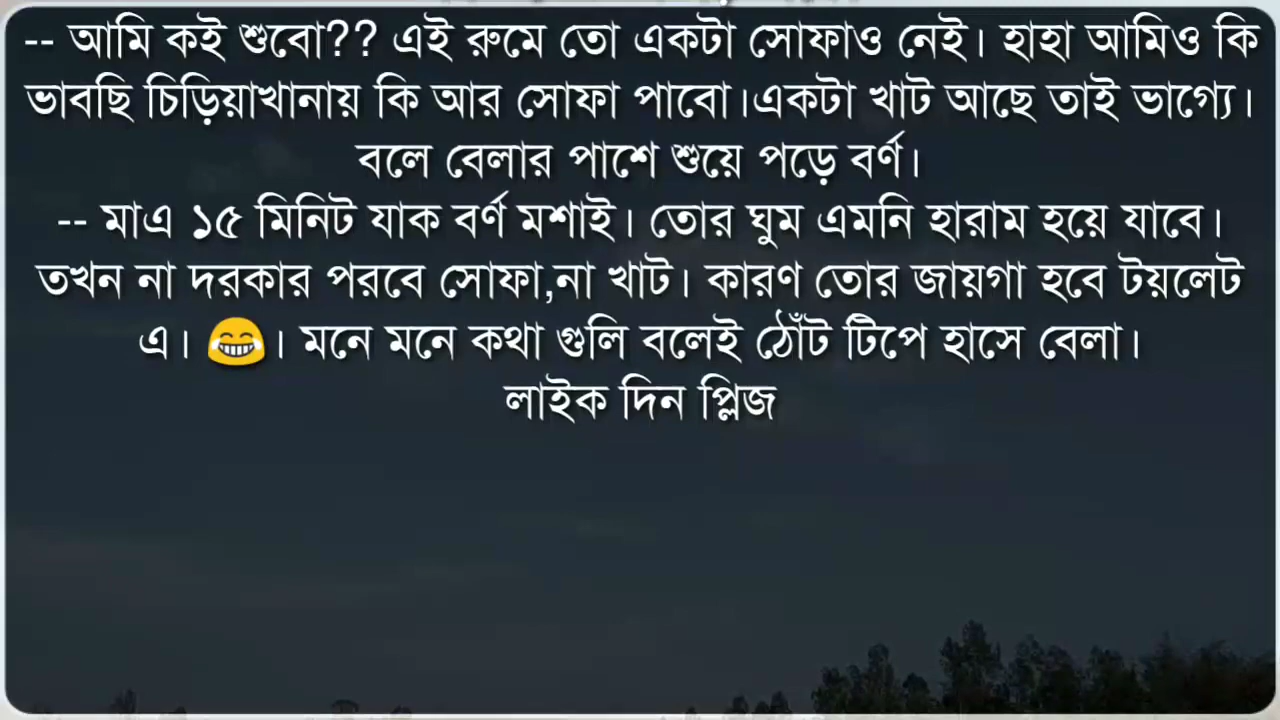 -- আমি কই শুবো?? এই রুমে তো একটা সোফাও নেই। হাহা আমিও কি
ভাবছি চিড়িয়াখানায় কি আর সোফা পাবো।একটা খাট আছে তাই ভাগ্যে।
বলে বেলার পাশে শুয়ে পড়ে বর্ণ।
-- মাএ ১৫ মিনিট যাক বর্ণ মশাই। তোর ঘুম এমনি হারাম হয়ে যাবে।
তখন না দরকার পরবে সোফা,না খাট। কারণ তোর জায়গা হবে টয়লেট
এ। 😂। মনে মনে কথা গুলি বলেই ঠোঁট টিপে হাসে বেলা।
লাইক দিন প্লিজ